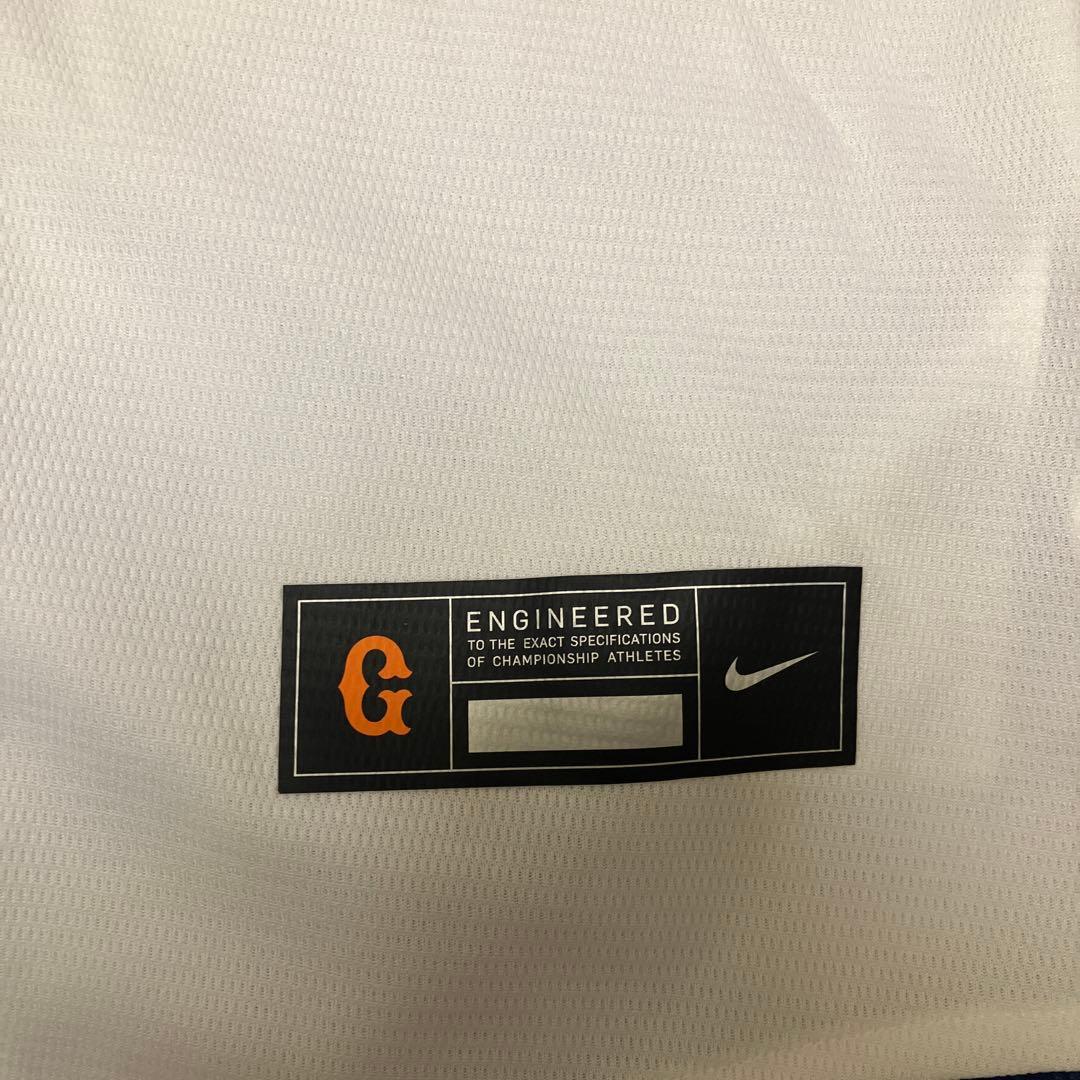 G
ENGINEERED
TO THE EXACT SPECIFICATIONS
OF CHAMPIONSHIP ATHLETES